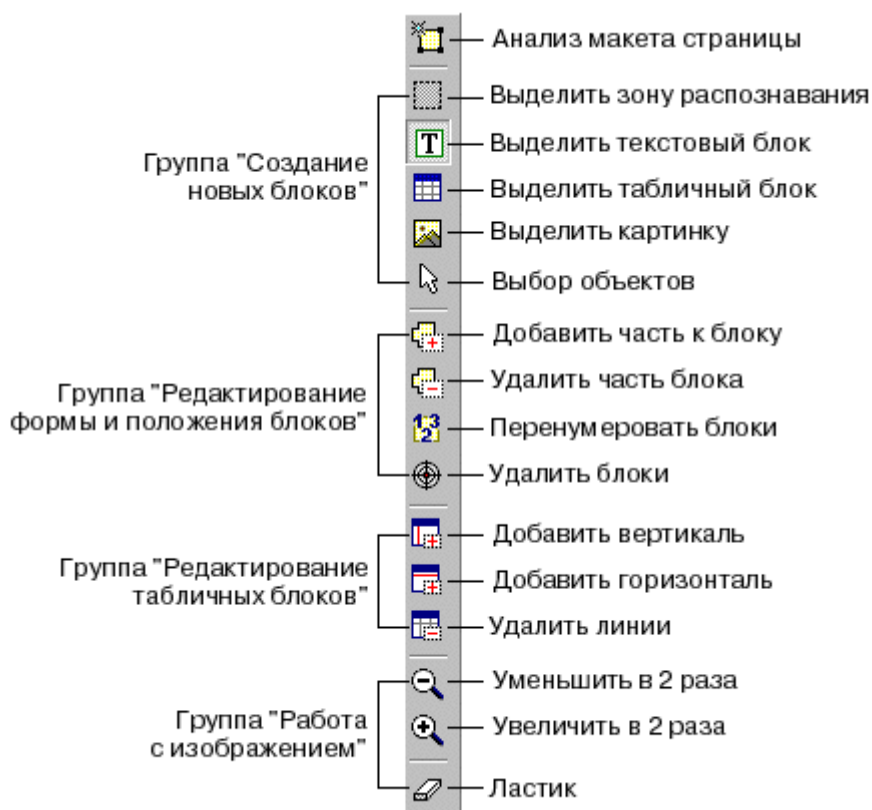 Анализ макета страницы
Группа "Создание
новых блоков"
Выделить зону распознавания
Выделить текстовый блок
Выделить табличный блок
Выделить картинку
Выбор объектов
Группа "Редактирование
формы и положения блоков"
Добавить часть к блоку
Удалить часть блока
Перенумеровать блоки
Удалить блоки
Группа "Редактирование
табличных блоков"
Добавить вертикаль
Добавить горизонталь
Удалить линии
Группа "Работа
с изображением"
Уменьшить в 2 раза
Увеличить в 2 раза
Ластик